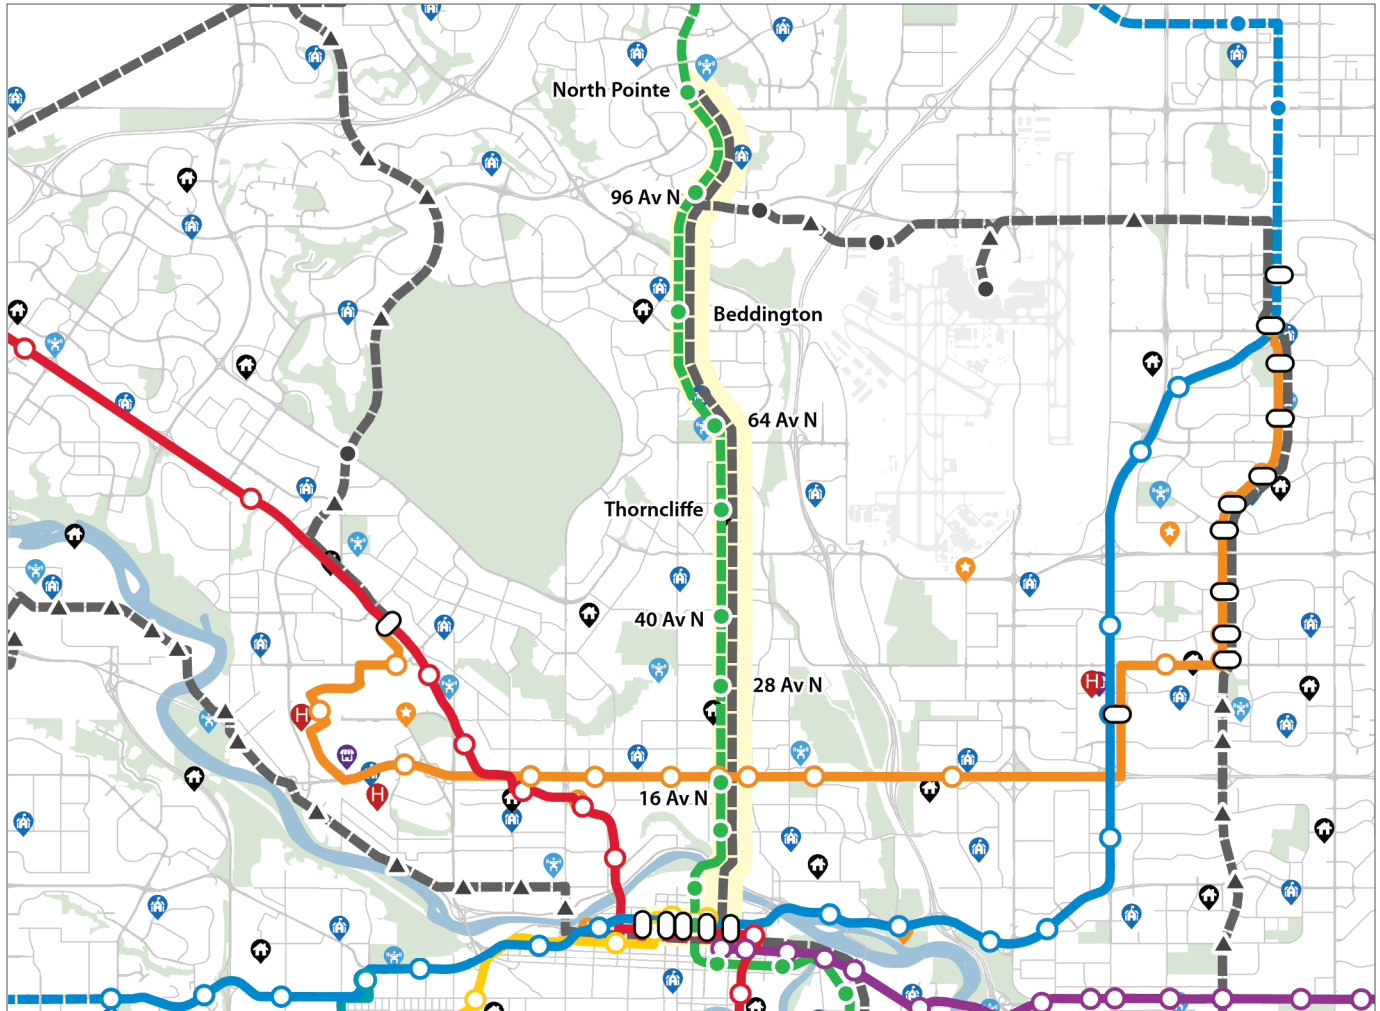 North Pointe
96 Av N
Beddington
64 Av N
Thorncliffe
40 Av N
28 Av N
16 Av N
H
H
H